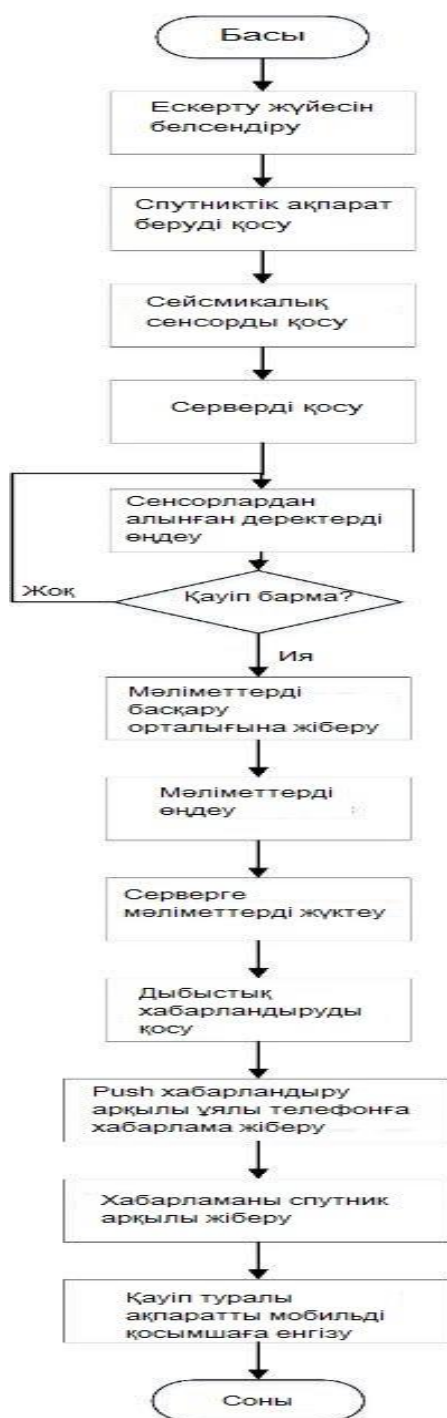 Басы
Ескерту жүйесін
белсендіру
Спутниктік ақпарат
беруді қосу
Сейсмикалық
сенсорды қосу
Серверді қосу
Сенсорлардан
алынған деректерді
өңдеу
Жоқ
Қауіп барма?
Ия
Мәліметтерді
басқару
орталығына жіберу
Мәліметтерді
өңдеу
Серверге
мәліметтерді жүктеу
Дыбыстық
хабарландыруды
қосу
Push хабарландыру
арқылы ұялы телефонға
хабарлама жіберу
Хабарламаны спутник
арқылы жіберу
Қауіп туралы
ақпаратты мобильді
қосымшаға енгізу
Соны